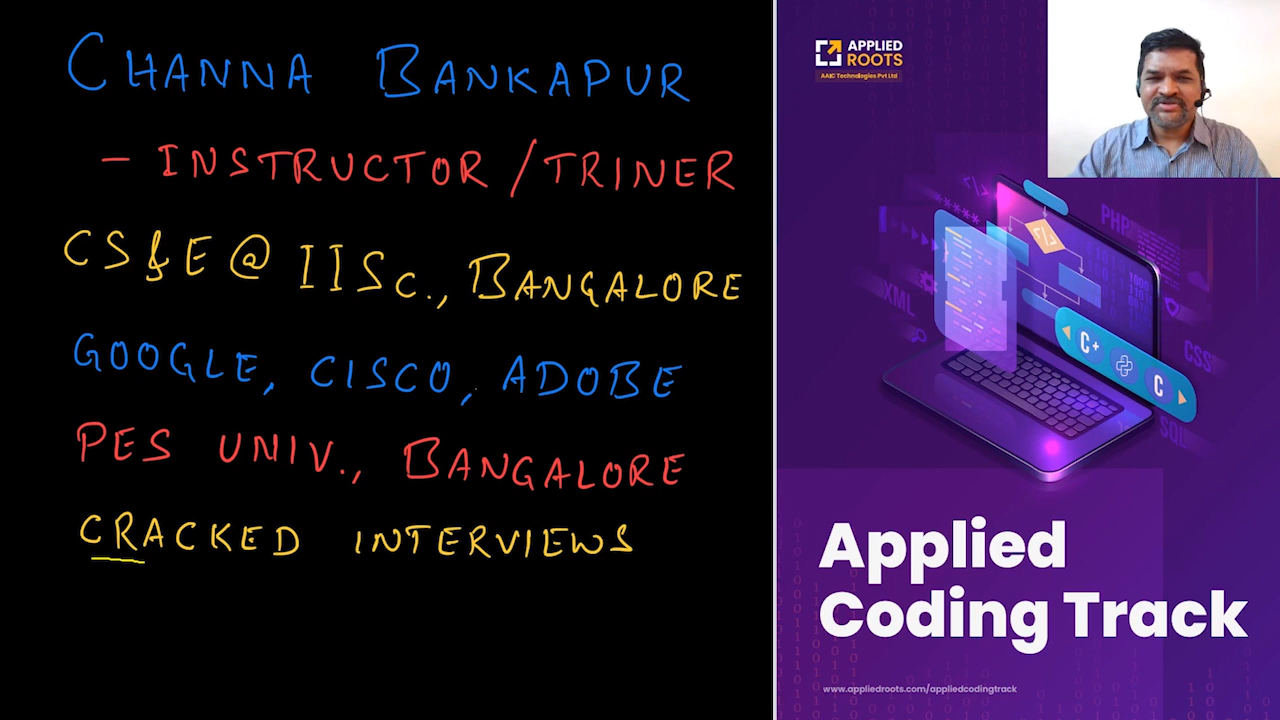 CHANNA BANKAPUR
- INSTRUCTOR / TRINER
CS & E @ IISc., BANGALORE
GOOGLE, CISCO, ADOBE
PES UNIV., BANGALORE
CRACKED INTERVIEWS
APPLIED
ROOTS
AAIC Technologies Pvt Ltd
</>
*****
PHP
</>
XML
C+
C
CSS
SQL
Applied
Coding Track
www.appliedroots.com/appliedcodingtrack